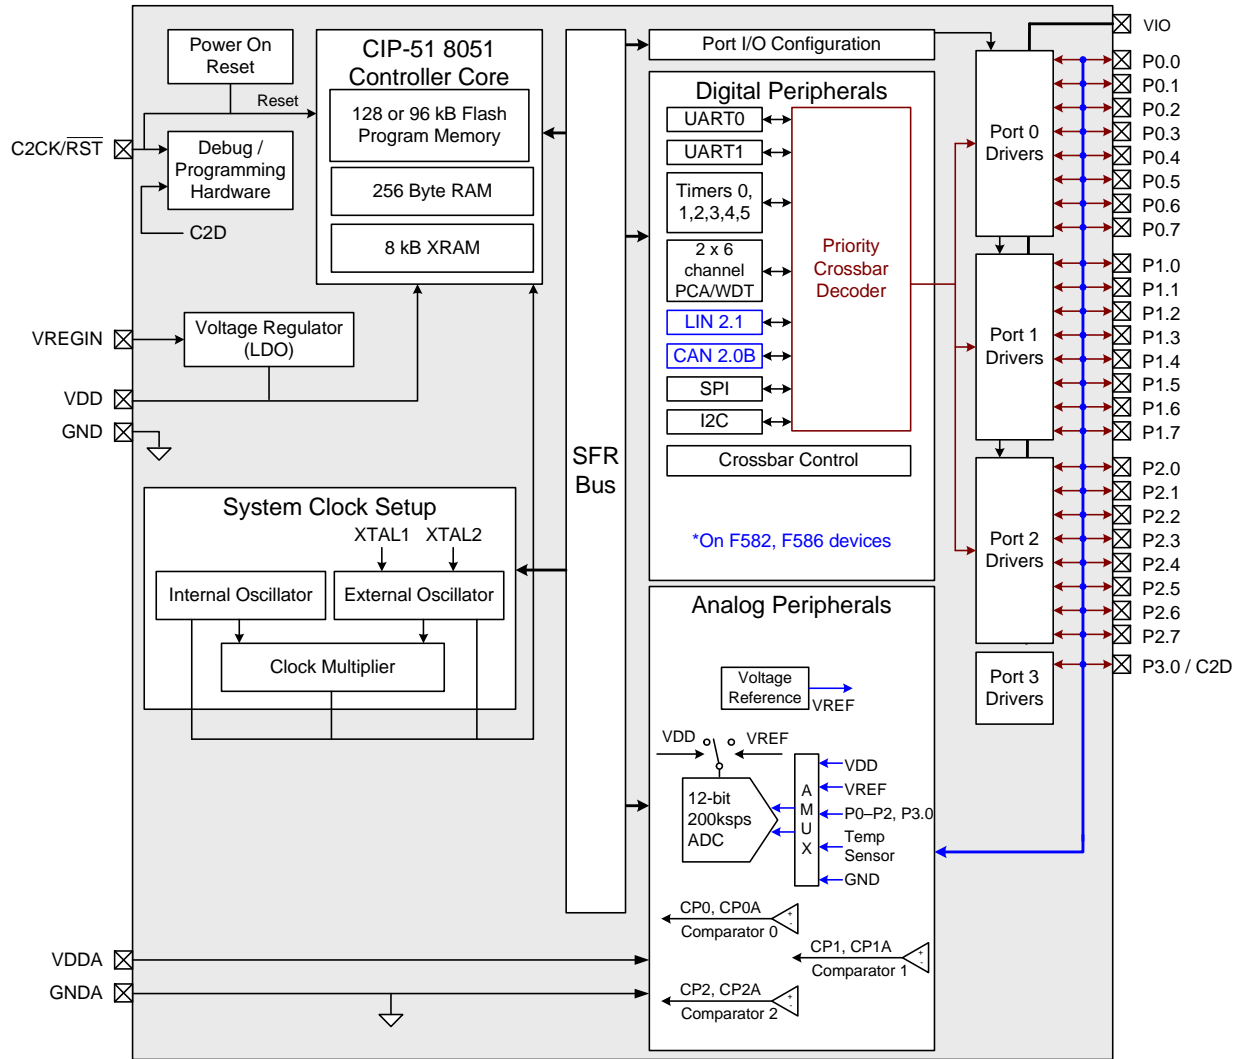 Power On
Reset
Reset
C2CK/RST
Debug /
Programming
Hardware
C2D
CIP-51 8051
Controller Core
128 or 96 kB Flash
Program Memory
256 Byte RAM
8 kB XRAM
VREGIN
Voltage Regulator
(LDO)
VDD
GND
System Clock Setup
XTAL1
XTAL2
Internal Oscillator
External Oscillator
Clock Multiplier
VDDA
GNDA
SFR
Bus
Port I/O Configuration
Digital Peripherals
UART0
UART1
Timers 0,
1,2,3,4,5
2 x 6
channel
PCA/WDT
LIN 2.1
CAN 2.0B
SPI
I2C
Priority
Crossbar
Decoder
Crossbar Control
*On F582, F586 devices
Analog Peripherals
Voltage
Reference
VREF
VDD
VREF
12-bit
200ksps
ADC
A
M
U
X
VDD
VREF
P0–P2, P3.0
Temp
Sensor
GND
CP0, CP0A
+
-
Comparator 0
CP1, CP1A
+
-
Comparator 1
CP2, CP2A
+
-
Comparator 2
Port 0
Drivers
Port 1
Drivers
Port 2
Drivers
Port 3
Drivers
VIO
P0.0
P0.1
P0.2
P0.3
P0.4
P0.5
P0.6
P0.7
P1.0
P1.1
P1.2
P1.3
P1.4
P1.5
P1.6
P1.7
P2.0
P2.1
P2.2
P2.3
P2.4
P2.5
P2.6
P2.7
P3.0 / C2D